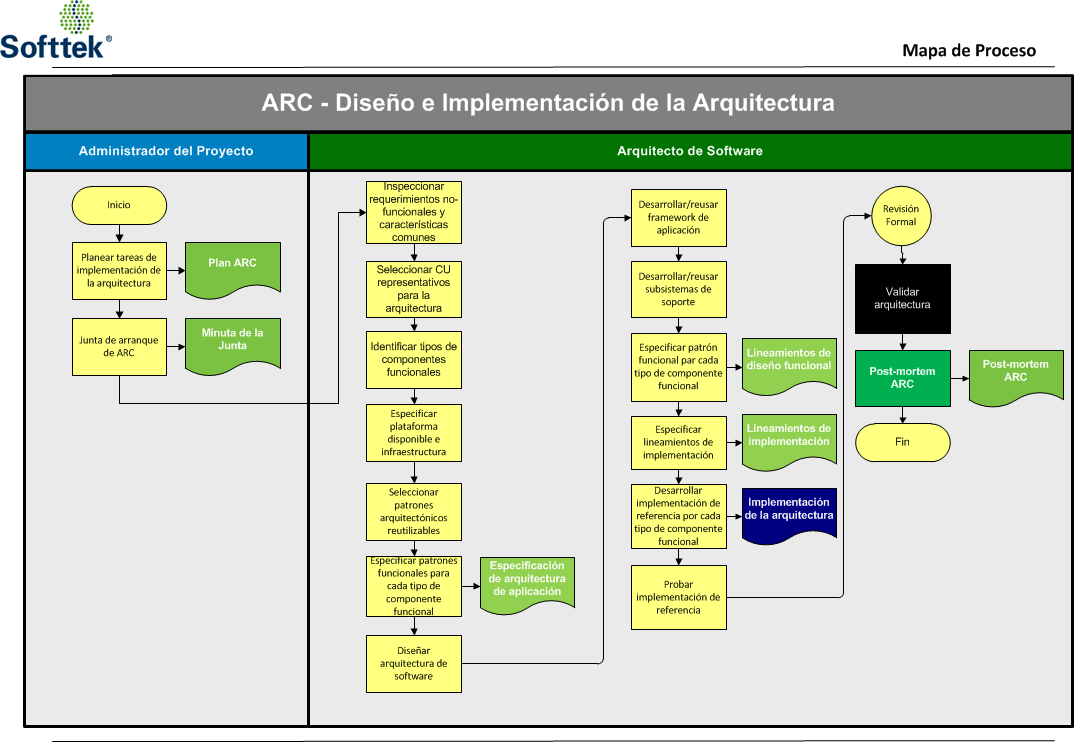 Softtek®
Mapa de Proceso
ARC - Diseño e Implementación de la Arquitectura
Administrador del Proyecto
Arquitecto de Software
Inicio
Planear tareas de
implementación de
la arquitectura
Plan ARC
Junta de arranque
de ARC
Minuta de la
Junta
Inspeccionar
requerimientos no-
funcionales y
características
comunes
Seleccionar CU
representativos
para la
arquitectura
Identificar tipos de
componentes
funcionales
Especificar
plataforma
disponible e
infraestructura
Seleccionar
patrones
arquitectónicos
reutilizables
Especificar patrones
funcionales para
cada tipo de
componente
funcional
Especificación
de arquitectura
de aplicación
Diseñar
arquitectura de
software
Desarrollar/reusar
framework de
aplicación
Desarrollar/reusar
subsistemas de
soporte
Especificar patrón
funcional par cada
tipo de componente
funcional
Lineamientos de
diseño funcional
Especificar
lineamientos de
implementación
Lineamientos de
Implementación
Desarrollar
implementación de
referencia por cada
tipo de componente
funcional
Implementación
de la arquitectura
Probar
implementación de
referencia
Revisión
Formal
Validar
arquitectura
Post-mortem
ARC
Post-mortem
ARC
Fin